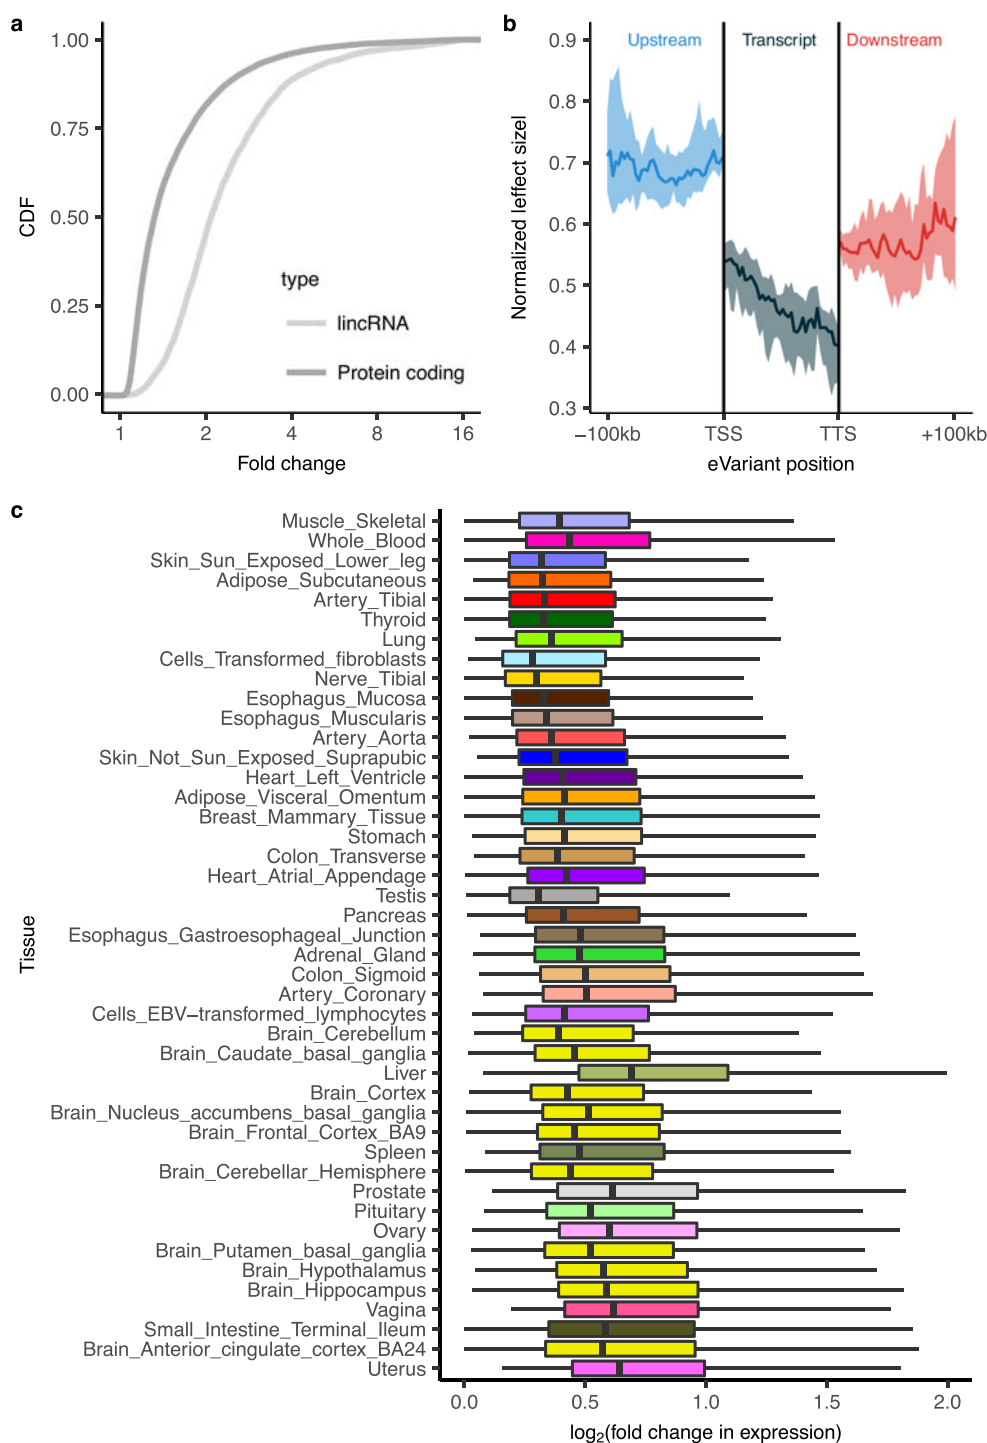 a
1.00
0.75
0.50
0.25
0.00
CDF
type
lincRNA
Protein coding
1 2 4 8 16
Fold change
b
Upstream Transcript Downstream
0.9
0.8
0.7
0.6
0.5
0.4
0.3
Normalized |effect size|
−100kb TSS TTS +100kb
eVariant position
c
Tissue
Muscle_Skeletal
Whole_Blood
Skin_Sun_Exposed_Lower_leg
Adipose_Subcutaneous
Artery_Tibial
Thyroid
Lung
Cells_Transformed_fibroblasts
Nerve_Tibial
Esophagus_Mucosa
Esophagus_Muscularis
Artery_Aorta
Skin_Not_Sun_Exposed_Suprapubic
Heart_Left_Ventricle
Adipose_Visceral_Omentum
Breast_Mammary_Tissue
Stomach
Colon_Transverse
Heart_Atrial_Appendage
Testis
Pancreas
Esophagus_Gastroesophageal_Junction
Adrenal_Gland
Colon_Sigmoid
Artery_Coronary
Cells_EBV−transformed_lymphocytes
Brain_Cerebellum
Brain_Caudate_basal_ganglia
Liver
Brain_Cortex
Brain_Nucleus_accumbens_basal_ganglia
Brain_Frontal_Cortex_BA9
Spleen
Brain_Cerebellar_Hemisphere
Prostate
Pituitary
Ovary
Brain_Putamen_basal_ganglia
Brain_Hypothalamus
Brain_Hippocampus
Vagina
Small_Intestine_Terminal_Ileum
Brain_Anterior_cingulate_cortex_BA24
Uterus
0.0 0.5 1.0 1.5 2.0
log₂(fold change in expression)